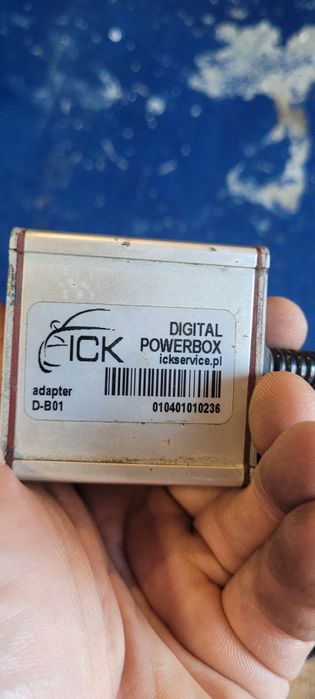 ICK
DIGITAL
POWERBOX
ickservice.pl
adapter
D-B01
010401010236